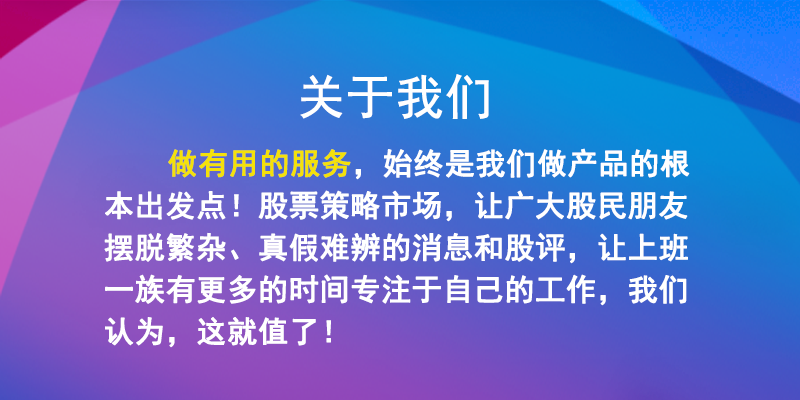 关于我们
做有用的服务，始终是我们做产品的根
本出发点！股票策略市场，让广大股民朋友
摆脱繁杂、真假难辨的消息和股评，让上班
一族有更多的时间专注于自己的工作，我们
认为，这就值了！